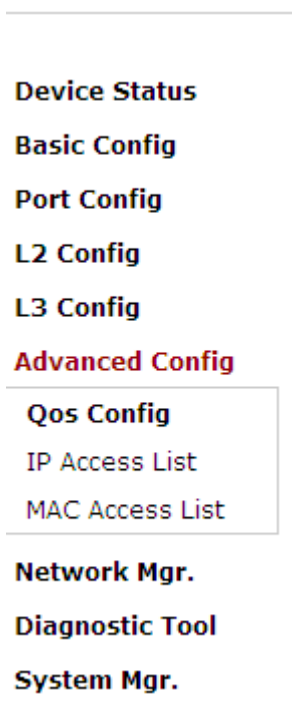 Device Status
Basic Config
Port Config
L2 Config
L3 Config
Advanced Config
Qos Config
IP Access List
MAC Access List
Network Mgr.
Diagnostic Tool
System Mgr.